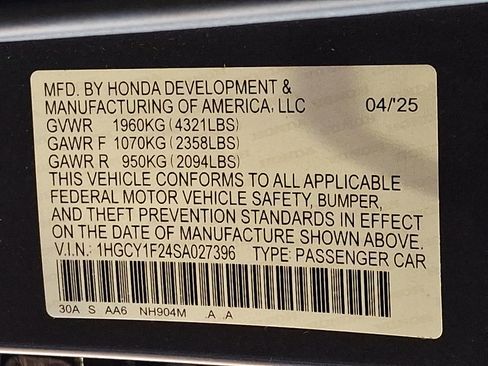 MFD. BY HONDA DEVELOPMENT &
MANUFACTURING OF AMERICA, LLC 04/'25
GVWR 1960KG (4321LBS)
GAWR F 1070KG (2358LBS)
GAWR R 950KG (2094LBS)
THIS VEHICLE CONFORMS TO ALL APPLICABLE
FEDERAL MOTOR VEHICLE SAFETY, BUMPER,
AND THEFT PREVENTION STANDARDS IN EFFECT
ON THE DATE OF MANUFACTURE SHOWN ABOVE.
V.I.N.: 1HGCY1F24SA027396 TYPE: PASSENGER CAR
30A S AA6 NH904M .A .A